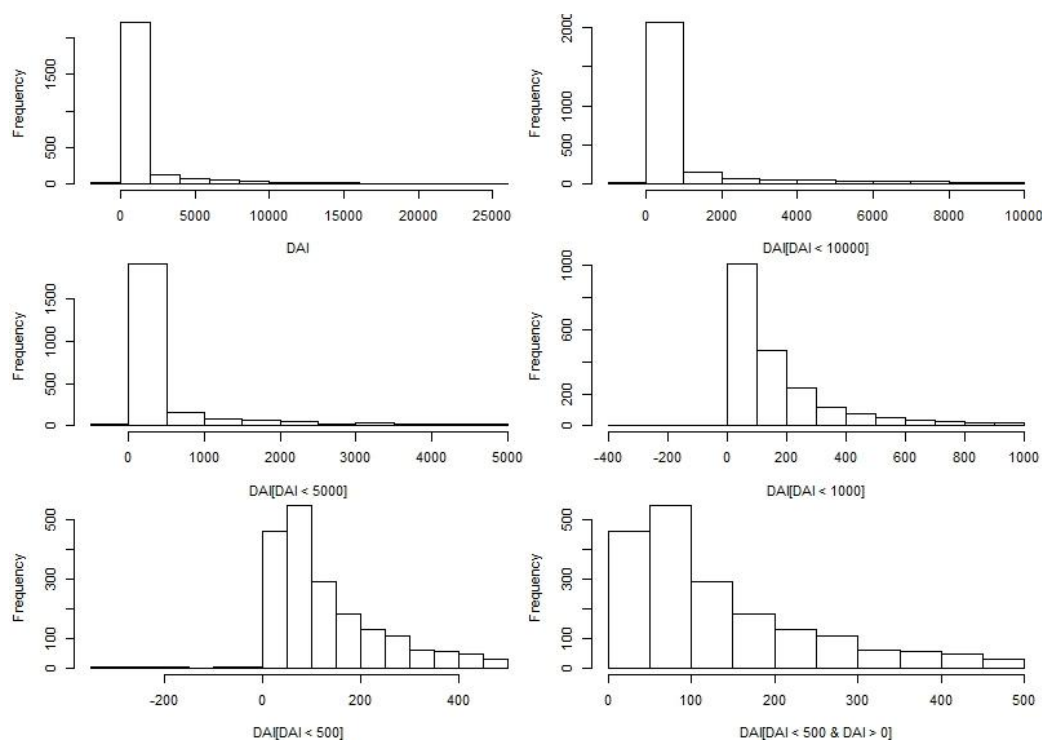 Frequency
1500
500
0
0 5000 10000 15000 20000 25000
DAI
Frequency
2000
1000
500
0
0 2000 4000 6000 8000 10000
DAI[DAI < 10000]
Frequency
1500
1000
500
0
0 1000 2000 3000 4000 5000
DAI[DAI < 5000]
Frequency
1000
600
200
0
-400 -200 0 200 400 600 800 1000
DAI[DAI < 1000]
Frequency
500
300
100
0
-200 0 200 400
DAI[DAI < 500]
Frequency
500
300
100
0
0 100 200 300 400 500
DAI[DAI < 500 & DAI > 0]